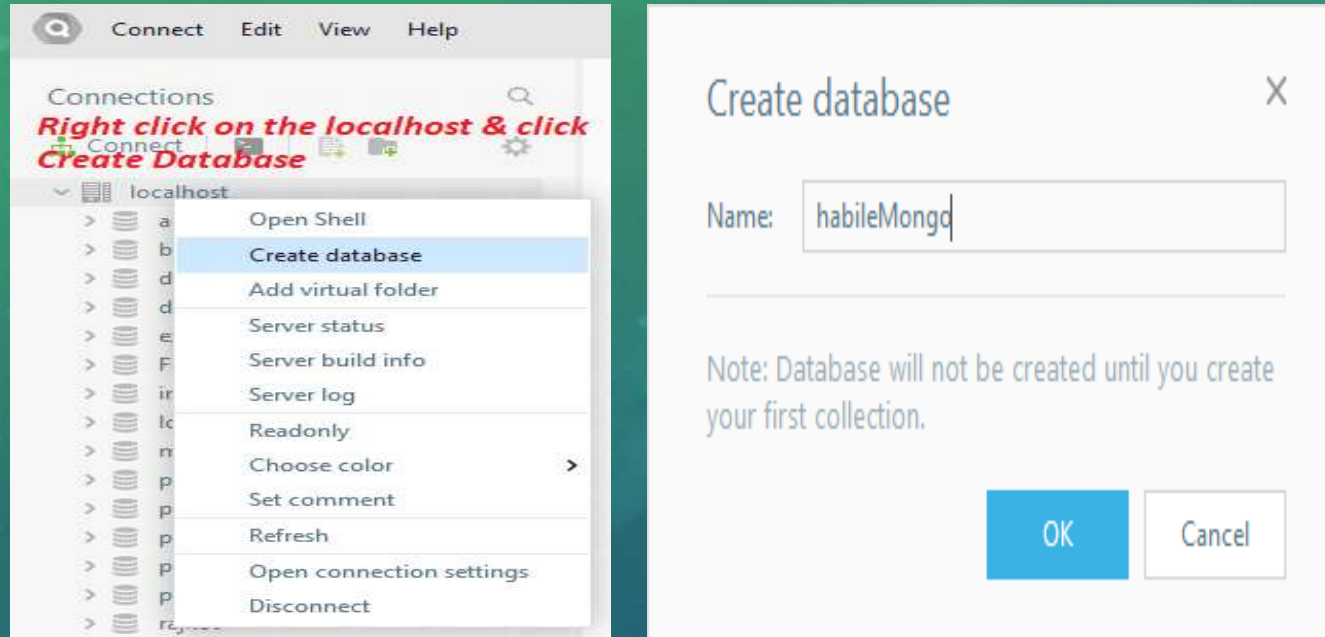 Connect Edit View Help
Connections
Right click on the localhost & click
Connect
Create Database
localhost
a
b
d
d
e
F
ir
lo
n
p
p
p
p
p
Open Shell
Create database
Add virtual folder
Server status
Server build info
Server log
Readonly
Choose color
Set comment
Refresh
Open connection settings
Disconnect
Create database X
Name: habileMongo
Note: Database will not be created until you create
your first collection.
OK Cancel